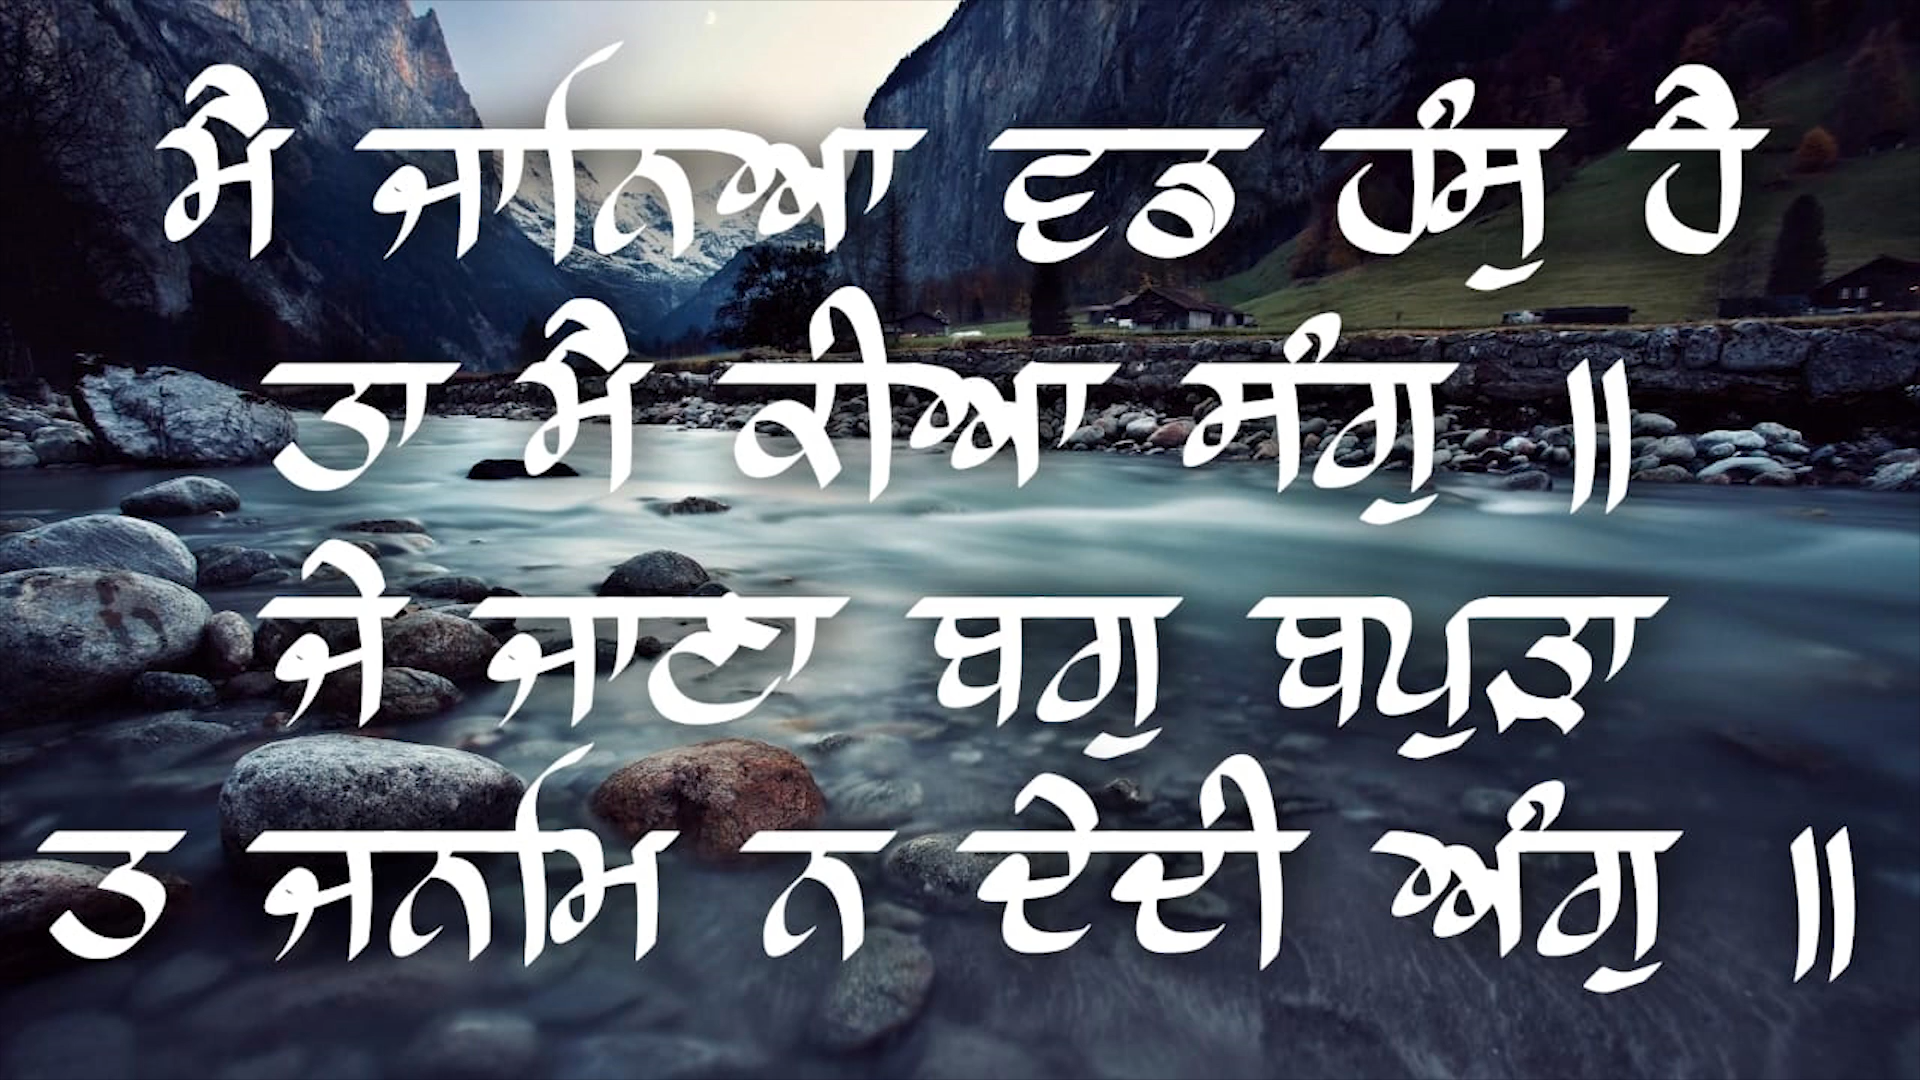 ਮੈ ਜਾਨਿਆ ਵਡ ਹੰਸੁ ਹੈ
ਤਾ ਮੈ ਕੀਆ ਸੰਗੁ ॥
ਜੇ ਜਾਣਾ ਬਗੁ ਬਪੁੜਾ
ਤ ਜਨਮਿ ਨ ਦੇਦੀ ਅੰਗੁ ॥